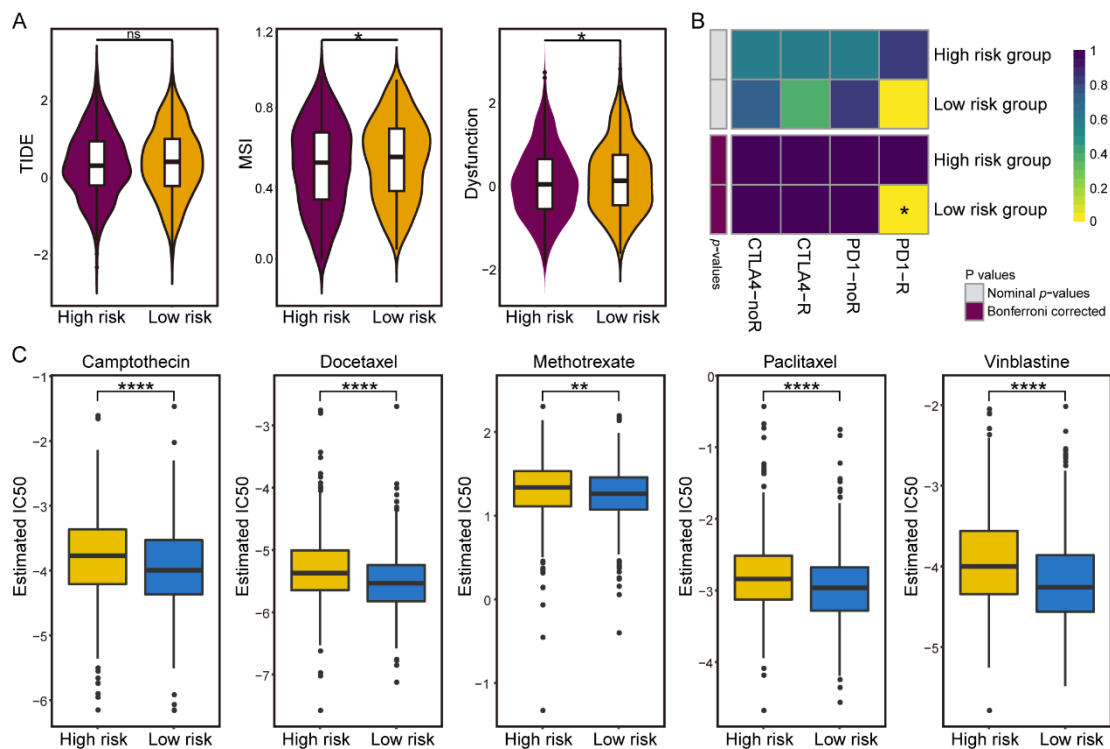 A
TIDE
2
0
−2
ns
High risk
Low risk
MSI
1.2
0.8
0.4
0.0
*
High risk
Low risk
Dysfunction
2
0
−2
*
High risk
Low risk
B
High risk group
Low risk group
High risk group
Low risk group
*
p-values
CTLA4−noR
CTLA4−R
PD1−noR
PD1−R
1
0.8
0.6
0.4
0.2
0
P values
Nominal p-values
Bonferroni corrected
C
Camptothecin
Estimated IC50
−1
−2
−3
−4
−5
−6
****
High risk
Low risk
Docetaxel
Estimated IC50
−3
−4
−5
−6
−7
****
High risk
Low risk
Methotrexate
Estimated IC50
2
1
0
−1
**
High risk
Low risk
Paclitaxel
Estimated IC50
0
−1
−2
−3
−4
****
High risk
Low risk
Vinblastine
Estimated IC50
−2
−3
−4
−5
****
High risk
Low risk